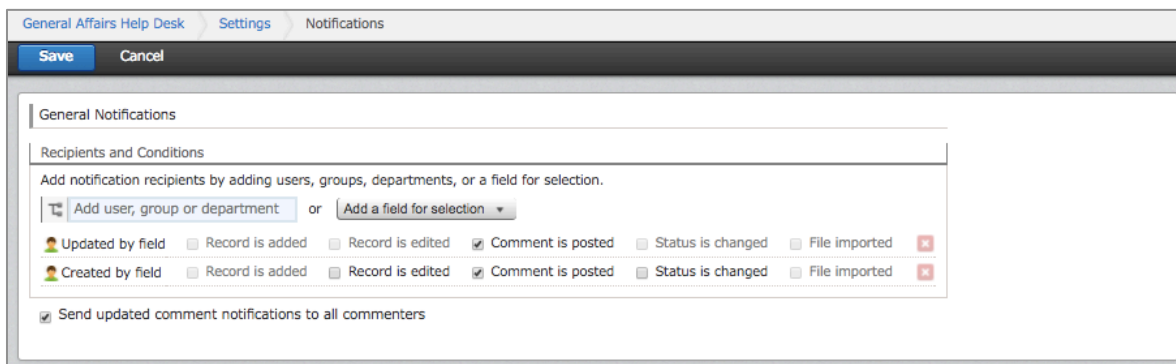 General Affairs Help Desk Settings Notifications
Save Cancel
General Notifications
Recipients and Conditions
Add notification recipients by adding users, groups, departments, or a field for selection.
Add user, group or department or Add a field for selection
Updated by field Record is added Record is edited Comment is posted Status is changed File imported
Created by field Record is added Record is edited Comment is posted Status is changed File imported
Send updated comment notifications to all commenters